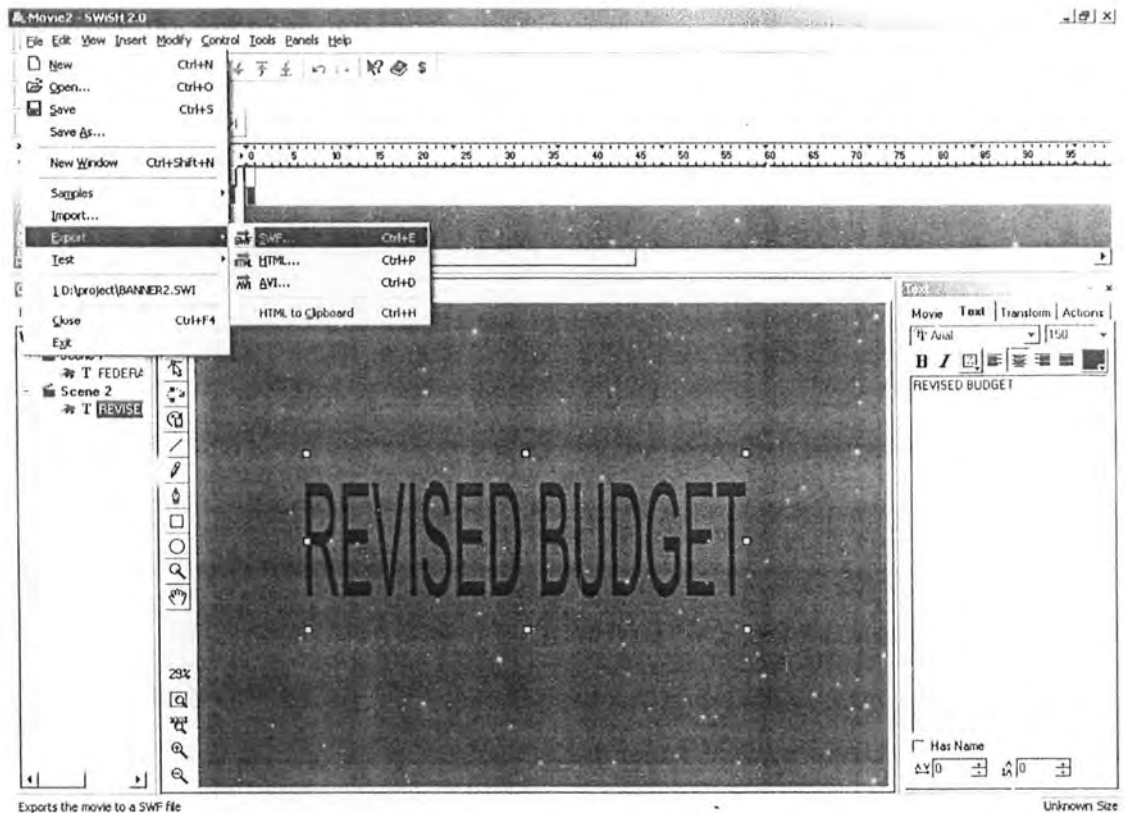 Movie2 - SWiSH 2.0
File Edit View Insert Modify Control Tools Panels Help
New Ctrl+N
Open... Ctrl+O
Save Ctrl+S
Save As...
New Window Ctrl+Shift+N
Samples
Import...
Export
Test
1 D:\project\BANNER2.SWI
Close Ctrl+F4
Exit
SWF... Ctrl+E
HTML... Ctrl+P
AVI... Ctrl+D
HTML to Clipboard Ctrl+H
0 5 10 15 20 25 30 35 40 45 50 55 60 65 70 75 80 85 90 95
T FEDERA
Scene 2
T REVISE
29%
REVISED BUDGET
Text
Movie Text Transform Actions
Arial 150
B I
REVISED BUDGET
Has Name
0 0
Exports the movie to a SWF file
Unknown Size